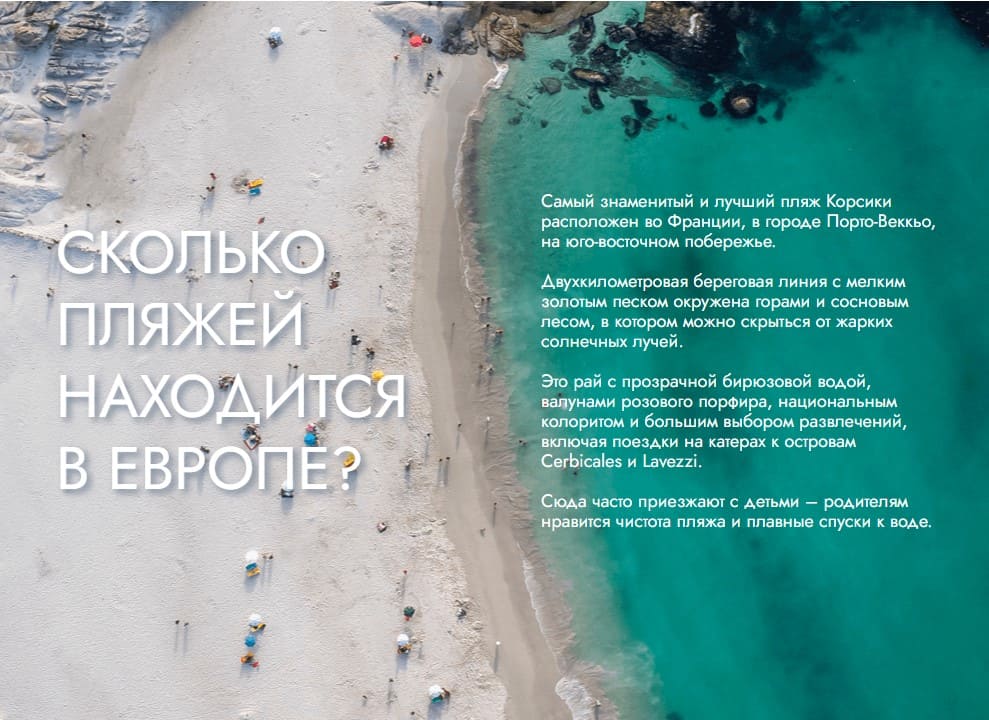 СКОЛЬКО
ПЛЯЖЕЙ
НАХОДИТСЯ
В ЕВРОПЕ?
Самый знаменитый и лучший пляж Корсики
расположен во Франции, в городе Порто-Веккьо,
на юго-восточном побережье.
Двухкилометровая береговая линия с мелким
золотым песком окружена горами и сосновым
лесом, в котором можно скрыться от жарких
солнечных лучей.
Это рай с прозрачной бирюзовой водой,
валунами розового порфира, национальным
колоритом и большим выбором развлечений,
включая поездки на катерах к островам
Cerbicales и Lavezzi.
Сюда часто приезжают с детьми – родителям
нравится чистота пляжа и плавные спуски к воде.